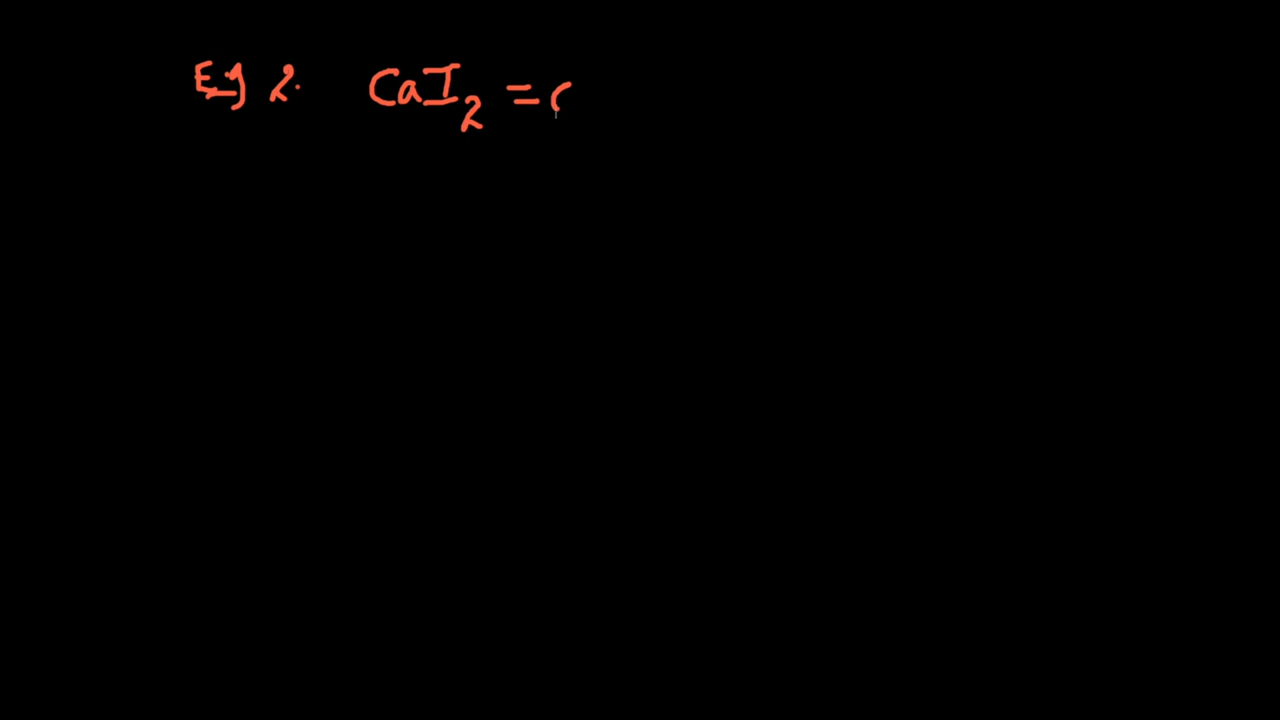 Eg 2. CaI₂ = c